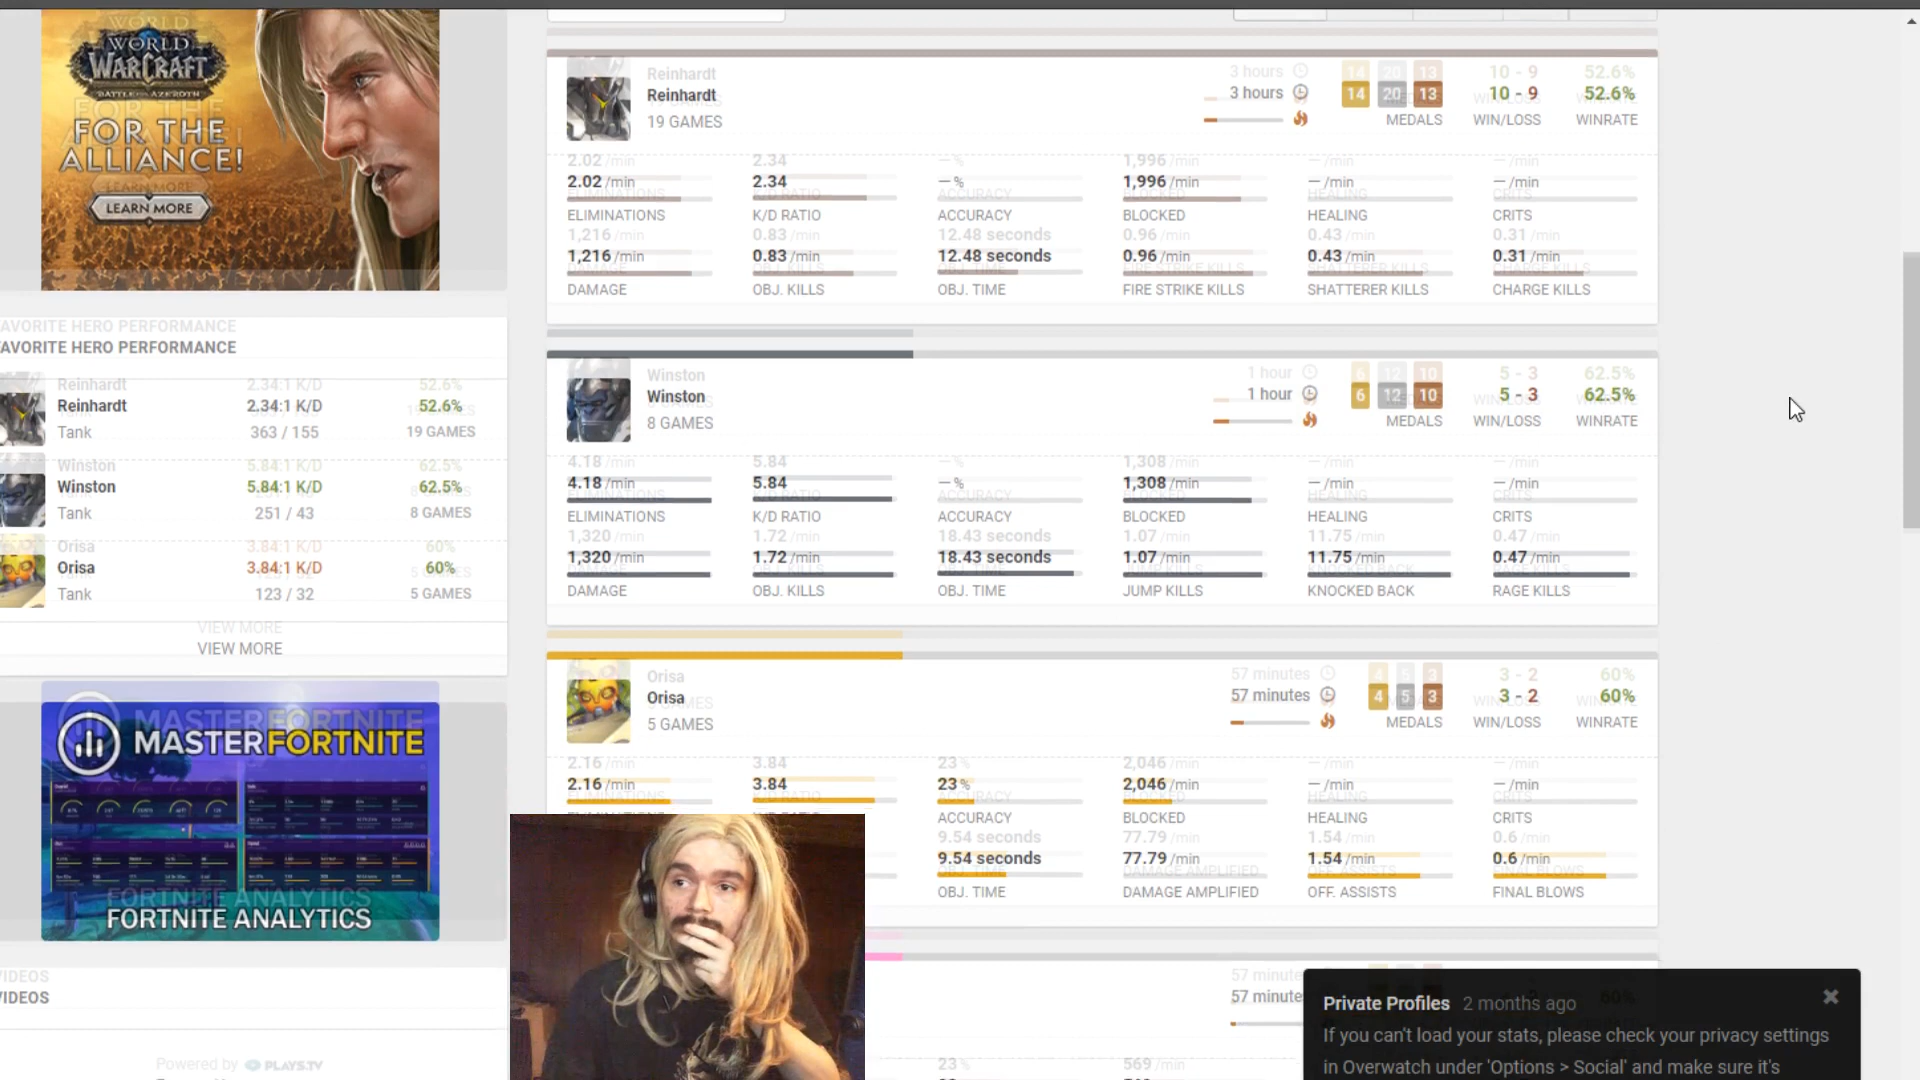 WORLD
WARCRAFT
BATTLE FOR AZEROTH
FOR THE
ALLIANCE!
LEARN MORE
AVORITE HERO PERFORMANCE
Reinhardt 2.34:1 K/D 52.6%
Tank 363 / 155 19 GAMES
Winston 5.84:1 K/D 62.5%
Tank 251 / 43 8 GAMES
Orisa 3.84:1 K/D 60%
Tank 123 / 32 5 GAMES
VIEW MORE
MASTERFORTNITE
FORTNITE ANALYTICS
VIDEOS
Powered by PLAYS.TV
Reinhardt
19 GAMES
3 hours
14 20 13
MEDALS
10 - 9
WIN/LOSS
52.6%
WINRATE
2.02 /min 2.34 — % 1,996 /min — /min — /min
ELIMINATIONS K/D RATIO ACCURACY BLOCKED HEALING CRITS
1,216 /min 0.83 /min 12.48 seconds 0.96 /min 0.43 /min 0.31 /min
DAMAGE OBJ. KILLS OBJ. TIME FIRE STRIKE KILLS SHATTERER KILLS CHARGE KILLS
Winston
8 GAMES
1 hour
6 12 10
MEDALS
5 - 3
WIN/LOSS
62.5%
WINRATE
4.18 /min 5.84 — % 1,308 /min — /min — /min
ELIMINATIONS K/D RATIO ACCURACY BLOCKED HEALING CRITS
1,320 /min 1.72 /min 18.43 seconds 1.07 /min 11.75 /min 0.47 /min
DAMAGE OBJ. KILLS OBJ. TIME JUMP KILLS KNOCKED BACK RAGE KILLS
Orisa
5 GAMES
57 minutes
4 5 3
MEDALS
3 - 2
WIN/LOSS
60%
WINRATE
2.16 /min 3.84 23 % 2,046 /min — /min — /min
ACCURACY BLOCKED HEALING CRITS
9.54 seconds 77.79 /min 1.54 /min 0.6 /min
OBJ. TIME DAMAGE AMPLIFIED OFF. ASSISTS FINAL BLOWS
57 minute
23 % 569 /min
Private Profiles 2 months ago
If you can't load your stats, please check your privacy settings
in Overwatch under 'Options > Social' and make sure it's